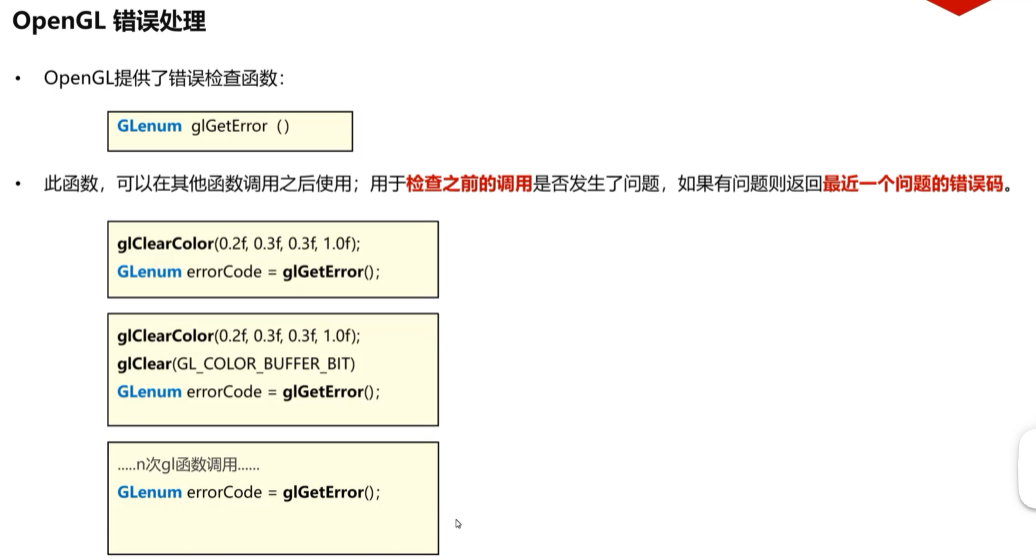 OpenGL 错误处理
• OpenGL提供了错误检查函数：
GLenum glGetError（）
• 此函数，可以在其他函数调用之后使用；用于检查之前的调用是否发生了问题，如果有问题则返回最近一个问题的错误码。
glClearColor(0.2f, 0.3f, 0.3f, 1.0f);
GLenum errorCode = glGetError();
glClearColor(0.2f, 0.3f, 0.3f, 1.0f);
glClear(GL_COLOR_BUFFER_BIT)
GLenum errorCode = glGetError();
.....n次gl函数调用......
GLenum errorCode = glGetError();